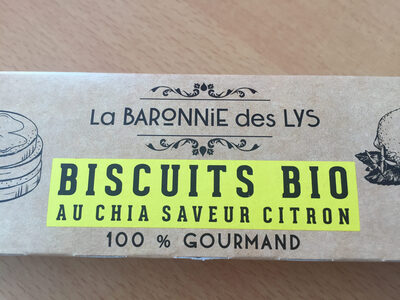 La BARONNiE des LYS
BISCUITS BIO
AU CHIA SAVEUR CITRON
100 % GOURMAND